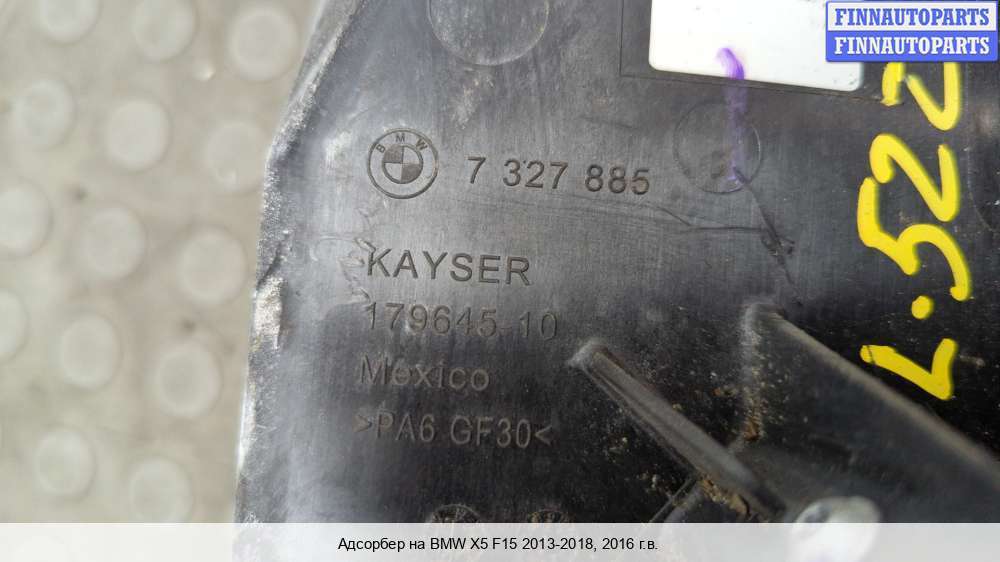 FINNAUTOPARTS
FINNAUTOPARTS
BMW
7 327 885
KAYSER
179645 10
Mexico
>PA6 GF30<
L.522
Адсорбер на BMW X5 F15 2013-2018, 2016 г.в.